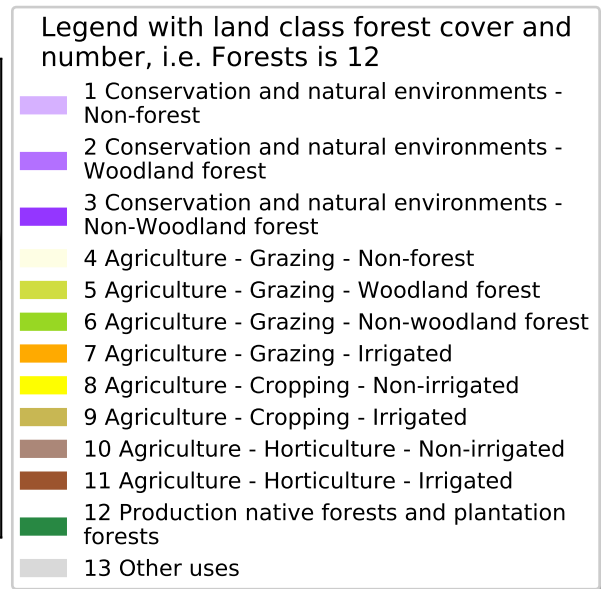 Legend with land class forest cover and
number, i.e. Forests is 12
1 Conservation and natural environments -
Non-forest
2 Conservation and natural environments -
Woodland forest
3 Conservation and natural environments -
Non-Woodland forest
4 Agriculture - Grazing - Non-forest
5 Agriculture - Grazing - Woodland forest
6 Agriculture - Grazing - Non-woodland forest
7 Agriculture - Grazing - Irrigated
8 Agriculture - Cropping - Non-irrigated
9 Agriculture - Cropping - Irrigated
10 Agriculture - Horticulture - Non-irrigated
11 Agriculture - Horticulture - Irrigated
12 Production native forests and plantation
forests
13 Other uses